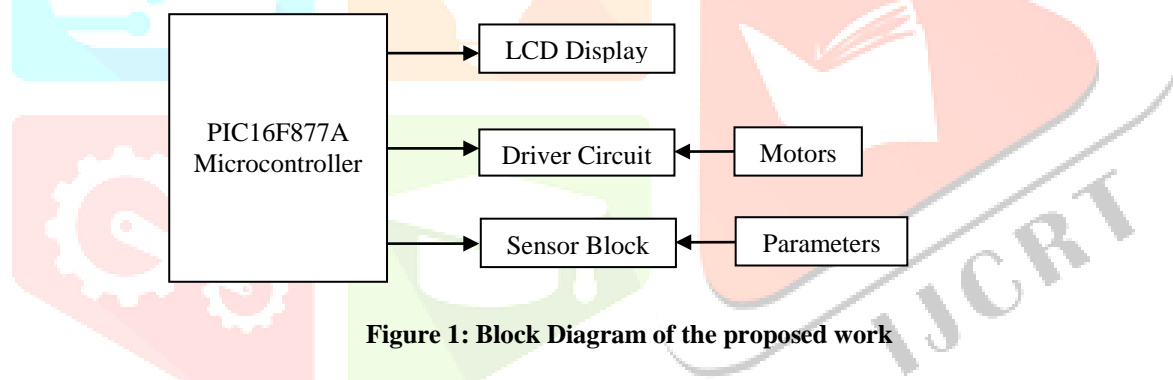 LCD Display
PIC16F877A
Microcontroller
Driver Circuit
Motors
Sensor Block
Parameters
Figure 1: Block Diagram of the proposed work
IJCRT